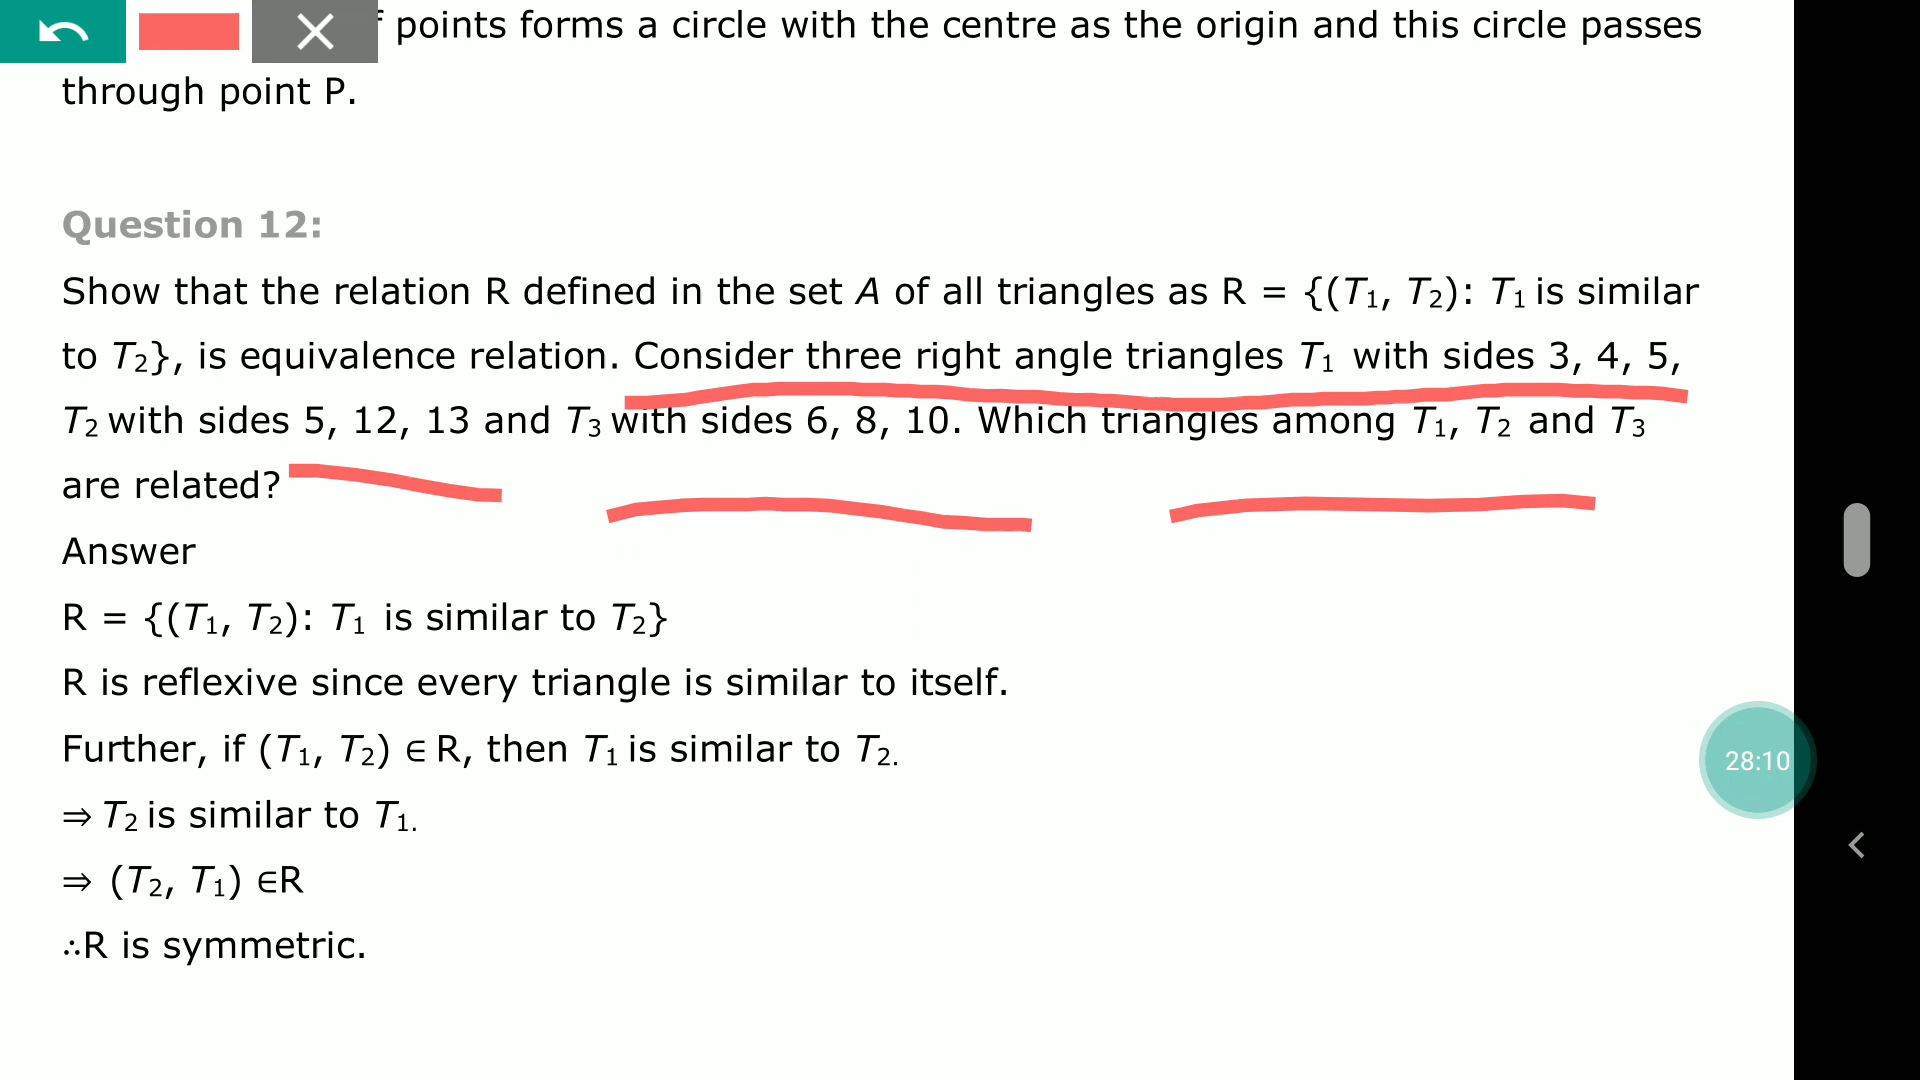 points forms a circle with the centre as the origin and this circle passes
through point P.
Question 12:
Show that the relation R defined in the set A of all triangles as R = {(T₁, T₂): T₁ is similar
to T₂}, is equivalence relation. Consider three right angle triangles T₁ with sides 3, 4, 5,
T₂ with sides 5, 12, 13 and T₃ with sides 6, 8, 10. Which triangles among T₁, T₂ and T₃
are related?
Answer
R = {(T₁, T₂): T₁ is similar to T₂}
R is reflexive since every triangle is similar to itself.
Further, if (T₁, T₂) ∈ R, then T₁ is similar to T₂.
⇒ T₂ is similar to T₁.
⇒ (T₂, T₁) ∈R
∴R is symmetric.
28:10